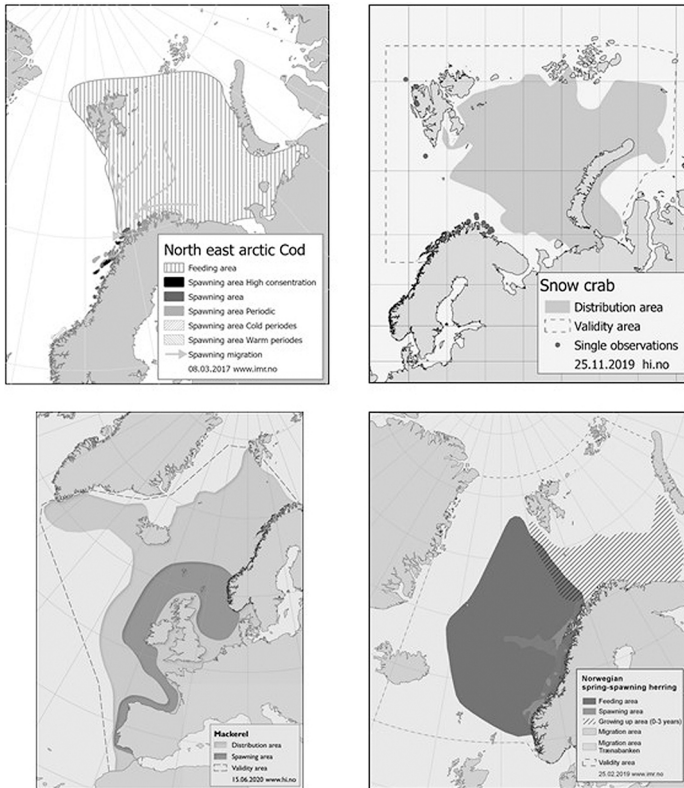 North east arctic Cod
Feeding area
Spawning area High consentration
Spawning area
Spawning area Periodic
Spawning area Cold periodes
Spawning area Warm periodes
Spawning migration
08.03.2017 www.imr.no
Snow crab
Distribution area
Validity area
Single observations
25.11.2019 hi.no
Mackerel
Distribution area
Spawning area
Validity area
15.06.2020 www.hi.no
Norwegian
spring-spawning herring
Feeding area
Spawning area
Growing up area (0-3 years)
Migration area
Migration area
Trænabanken
Validity area
25.02.2019 www.imr.no